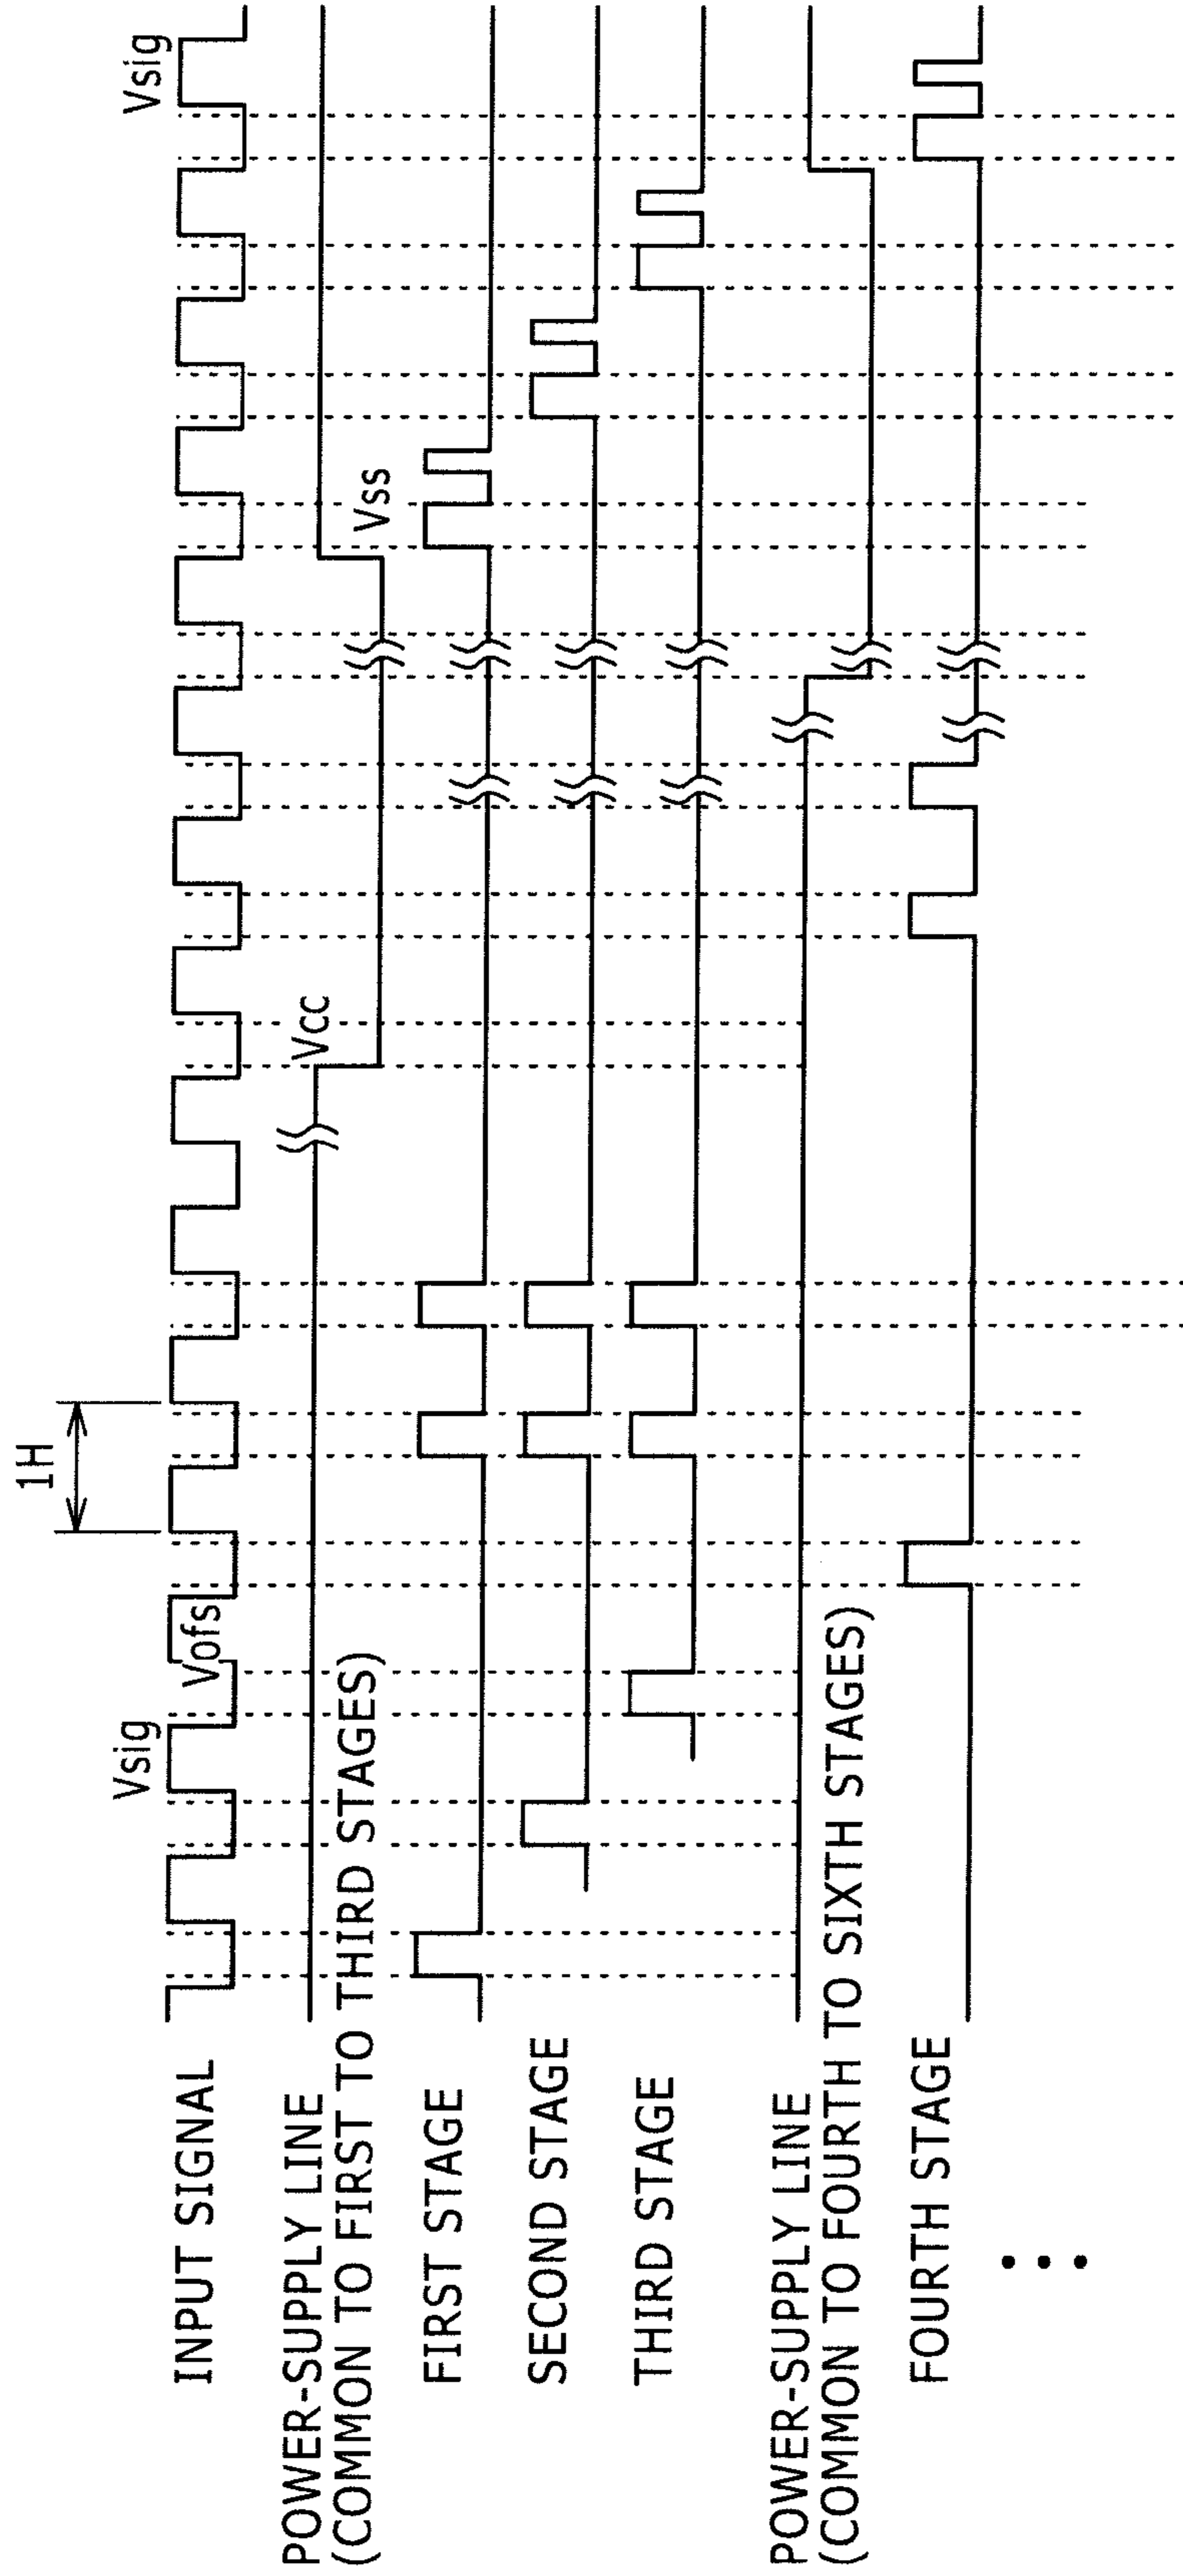 1H
Vsig
Vofs
Vsig
INPUT SIGNAL
Vcc
POWER-SUPPLY LINE
(COMMON TO FIRST TO THIRD STAGES)
Vss
FIRST STAGE
SECOND STAGE
THIRD STAGE
POWER-SUPPLY LINE
(COMMON TO FOURTH TO SIXTH STAGES)
FOURTH STAGE